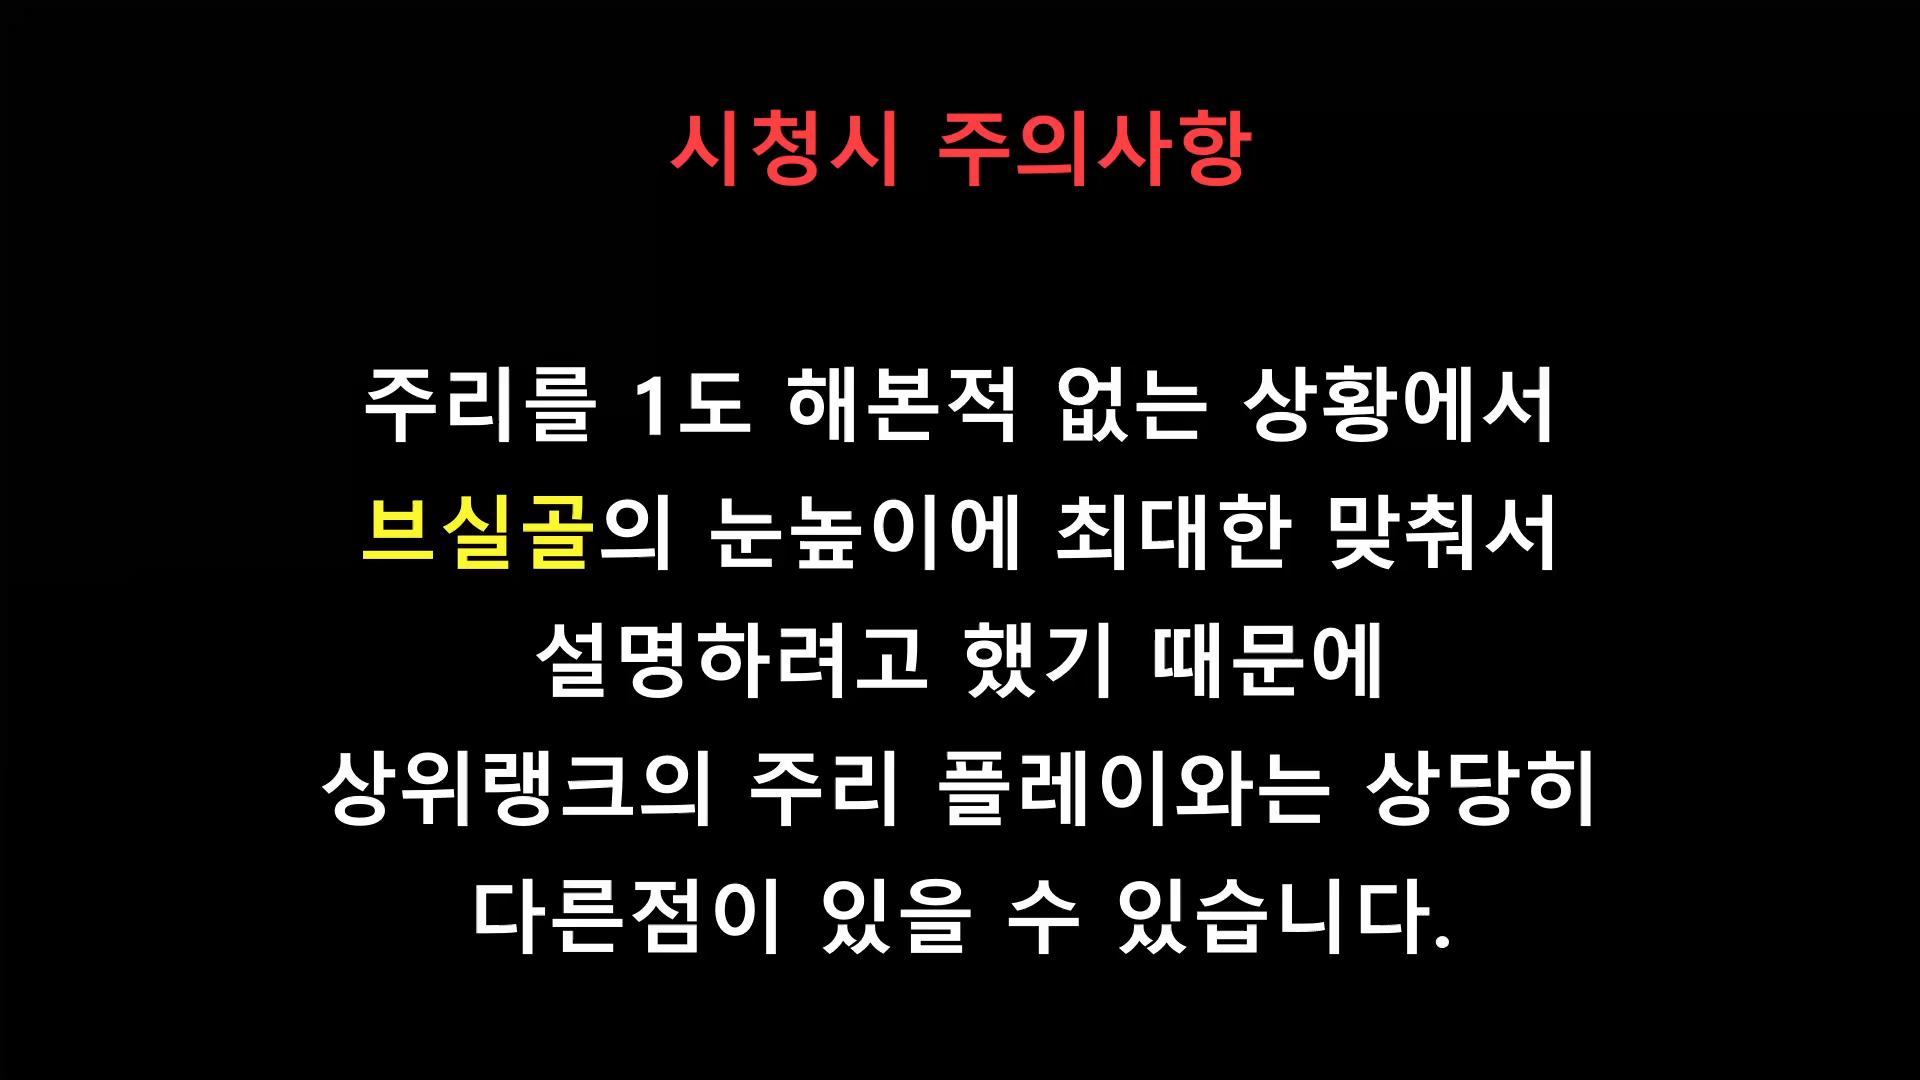 시청시 주의사항
주리를 1도 해본적 없는 상황에서
브실골의 눈높이에 최대한 맞춰서
설명하려고 했기 때문에
상위랭크의 주리 플레이와는 상당히
다른점이 있을 수 있습니다.